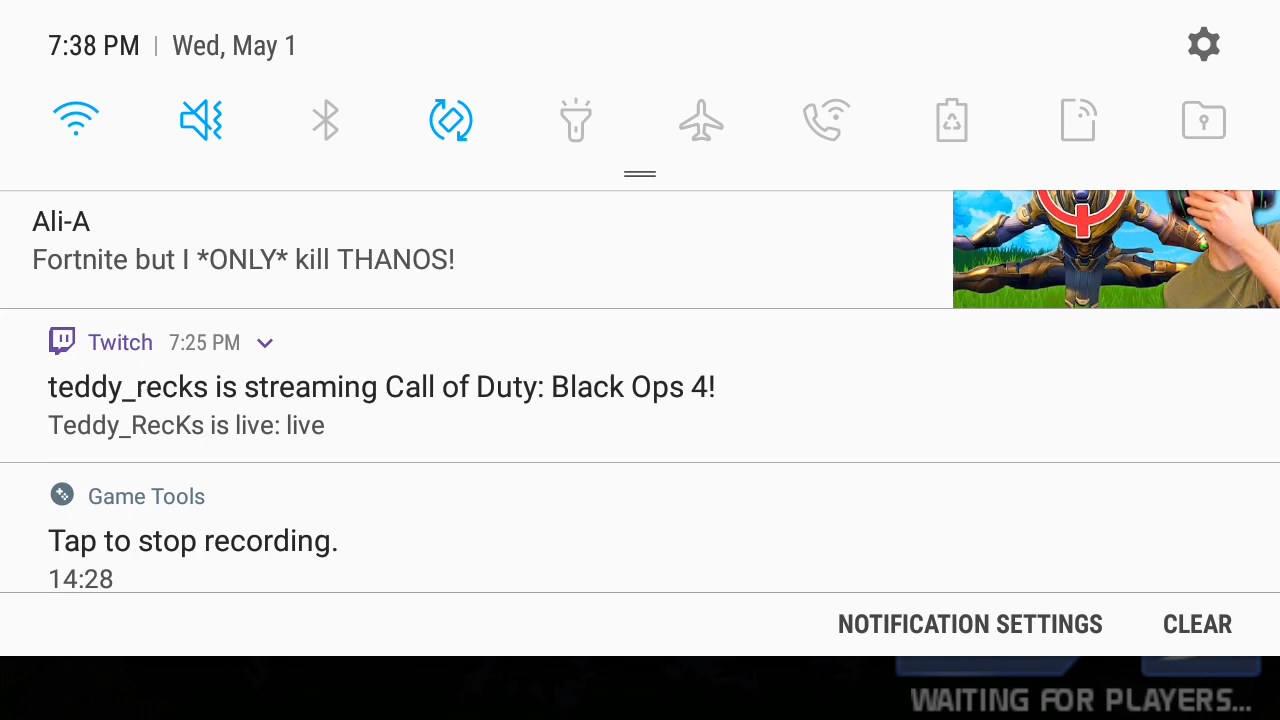 7:38 PM | Wed, May 1
Ali-A
Fortnite but I *ONLY* kill THANOS!
Twitch 7:25 PM
teddy_recks is streaming Call of Duty: Black Ops 4!
Teddy_RecKs is live: live
Game Tools
Tap to stop recording.
14:28
NOTIFICATION SETTINGS CLEAR
WAITING FOR PLAYERS...